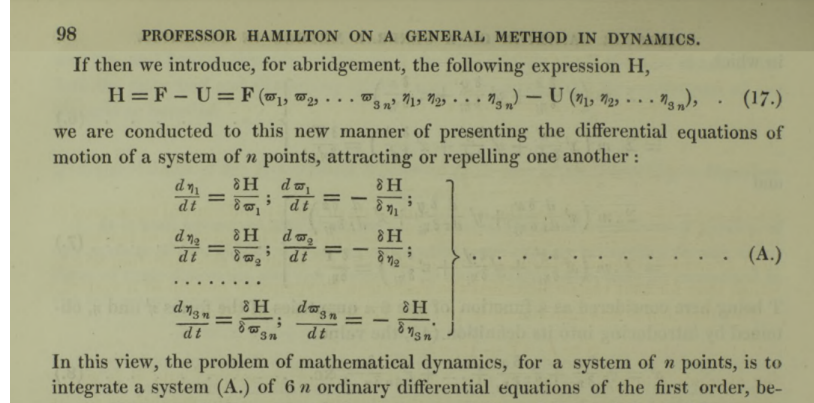 98 PROFESSOR HAMILTON ON A GENERAL METHOD IN DYNAMICS.
If then we introduce, for abridgement, the following expression H,
H = F − U = F (ϖ₁, ϖ₂, . . . ϖ₃ₙ, η₁, η₂, . . . η₃ₙ) − U (η₁, η₂, . . . η₃ₙ), . (17.)
we are conducted to this new manner of presenting the differential equations of
motion of a system of n points, attracting or repelling one another :
dη₁/dt = δH/δϖ₁; dϖ₁/dt = − δH/δη₁;
dη₂/dt = δH/δϖ₂; dϖ₂/dt = − δH/δη₂; . . . . . . . . . (A.)
. . . . . . . .
dη₃ₙ/dt = δH/δϖ₃ₙ; dϖ₃ₙ/dt = − δH/δη₃ₙ.
In this view, the problem of mathematical dynamics, for a system of n points, is to
integrate a system (A.) of 6 n ordinary differential equations of the first order, be-